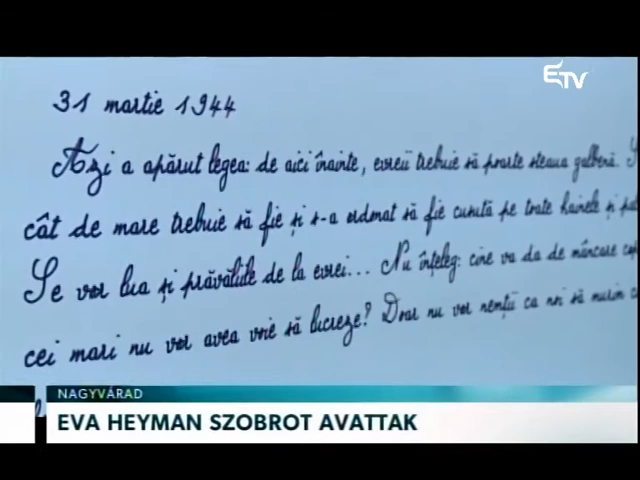 ETV
31 martie 1944
Azi a apărut legea: de aici înainte, evreii trebuie să poarte steaua galbenă.
cât de mare trebuie să fie și s-a ordonat să fie cusută pe toate hainele și
Se vor lua și prăvăliile de la evrei... Nu înțeleg: cine va da de mâncare
cei mari nu vor avea voie să lucreze? Doar nu vor nemții ca noi să murim
NAGYVÁRAD
EVA HEYMAN SZOBROT AVATTAK